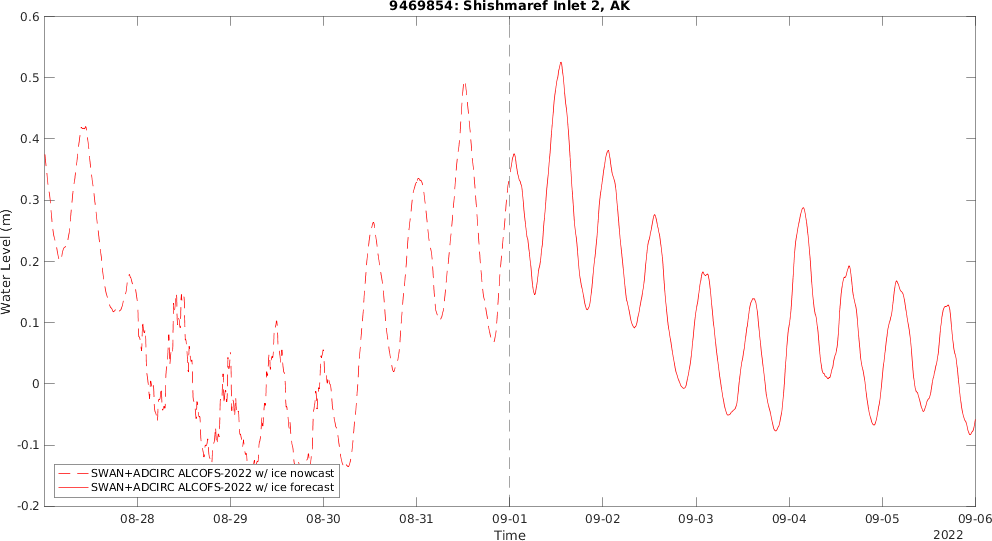 9469854: Shishmaref Inlet 2, AK
0.6
0.5
0.4
0.3
0.2
0.1
0
-0.1
-0.2
Water Level (m)
SWAN+ADCIRC ALCOFS-2022 w/ ice nowcast
SWAN+ADCIRC ALCOFS-2022 w/ ice forecast
08-28 08-29 08-30 08-31 09-01 09-02 09-03 09-04 09-05 09-06
Time
2022